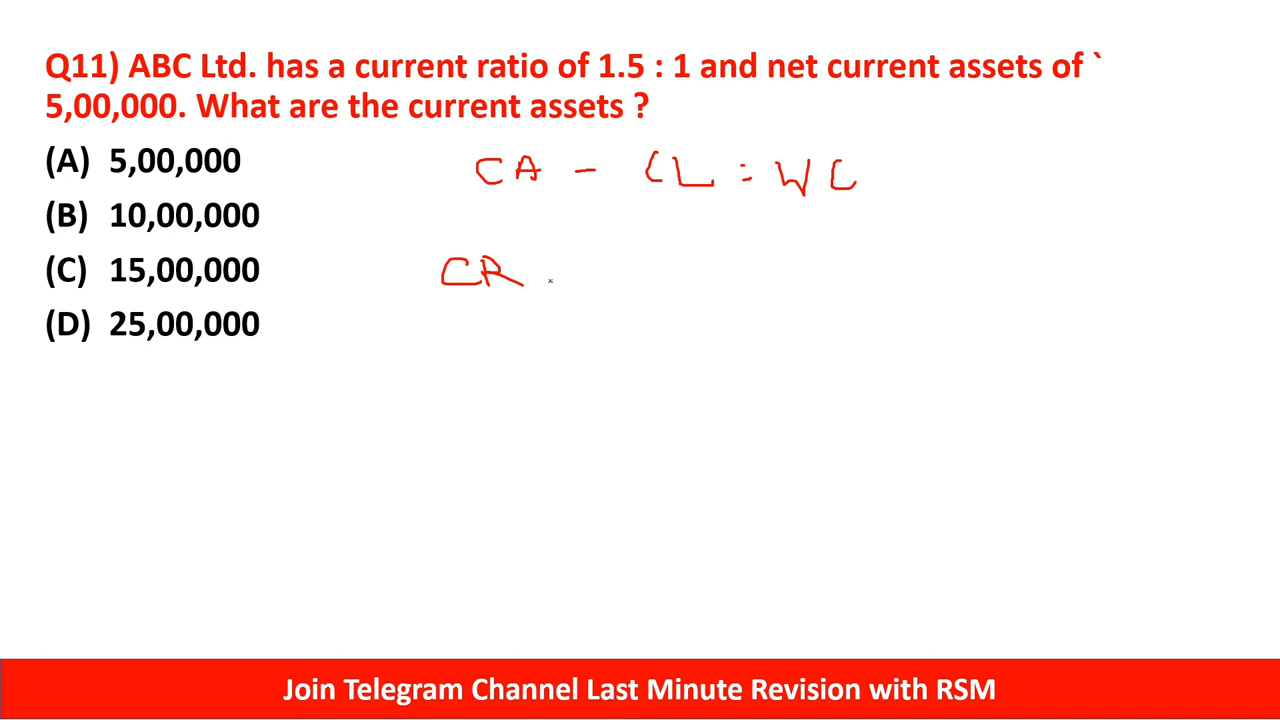 Q11) ABC Ltd. has a current ratio of 1.5 : 1 and net current assets of `
5,00,000. What are the current assets ?
(A) 5,00,000
CA - CL = WC
(B) 10,00,000
(C) 15,00,000
CR
(D) 25,00,000
Join Telegram Channel Last Minute Revision with RSM